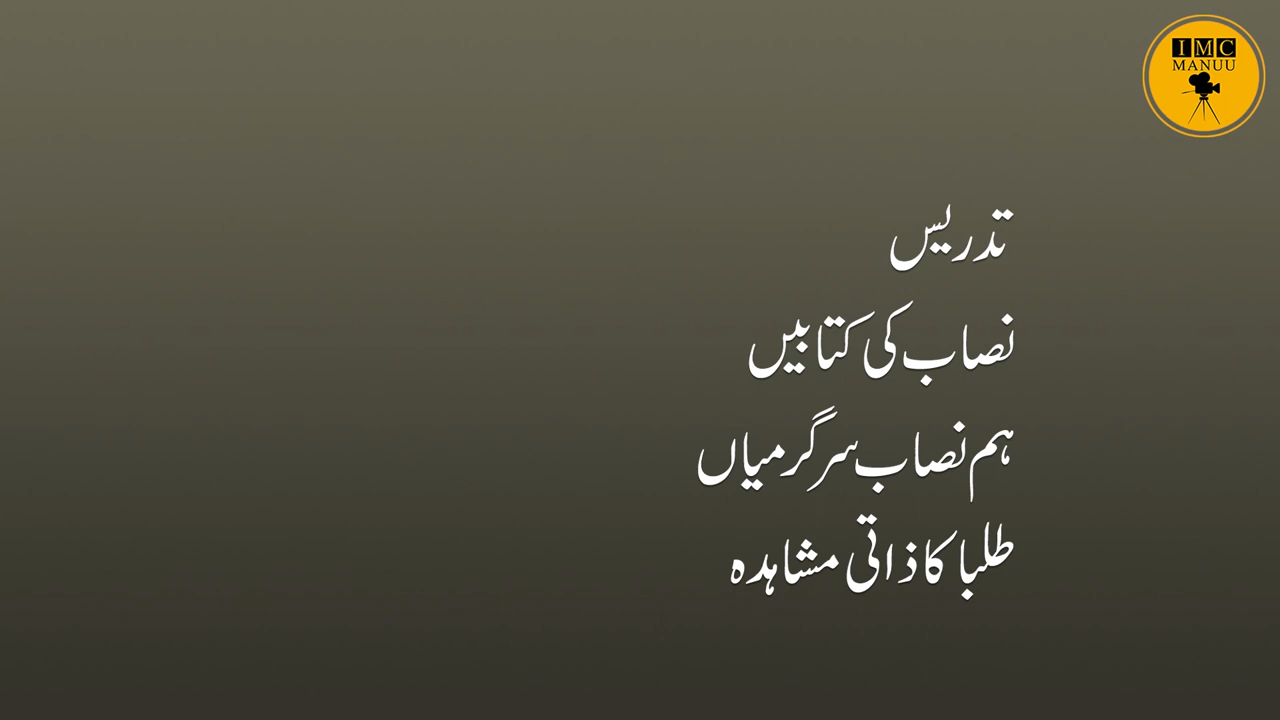 IMC
MANUU
تدریس
نصاب کی کتابیں
ہم نصاب سرگرمیاں
طلبا کا ذاتی مشاہدہ